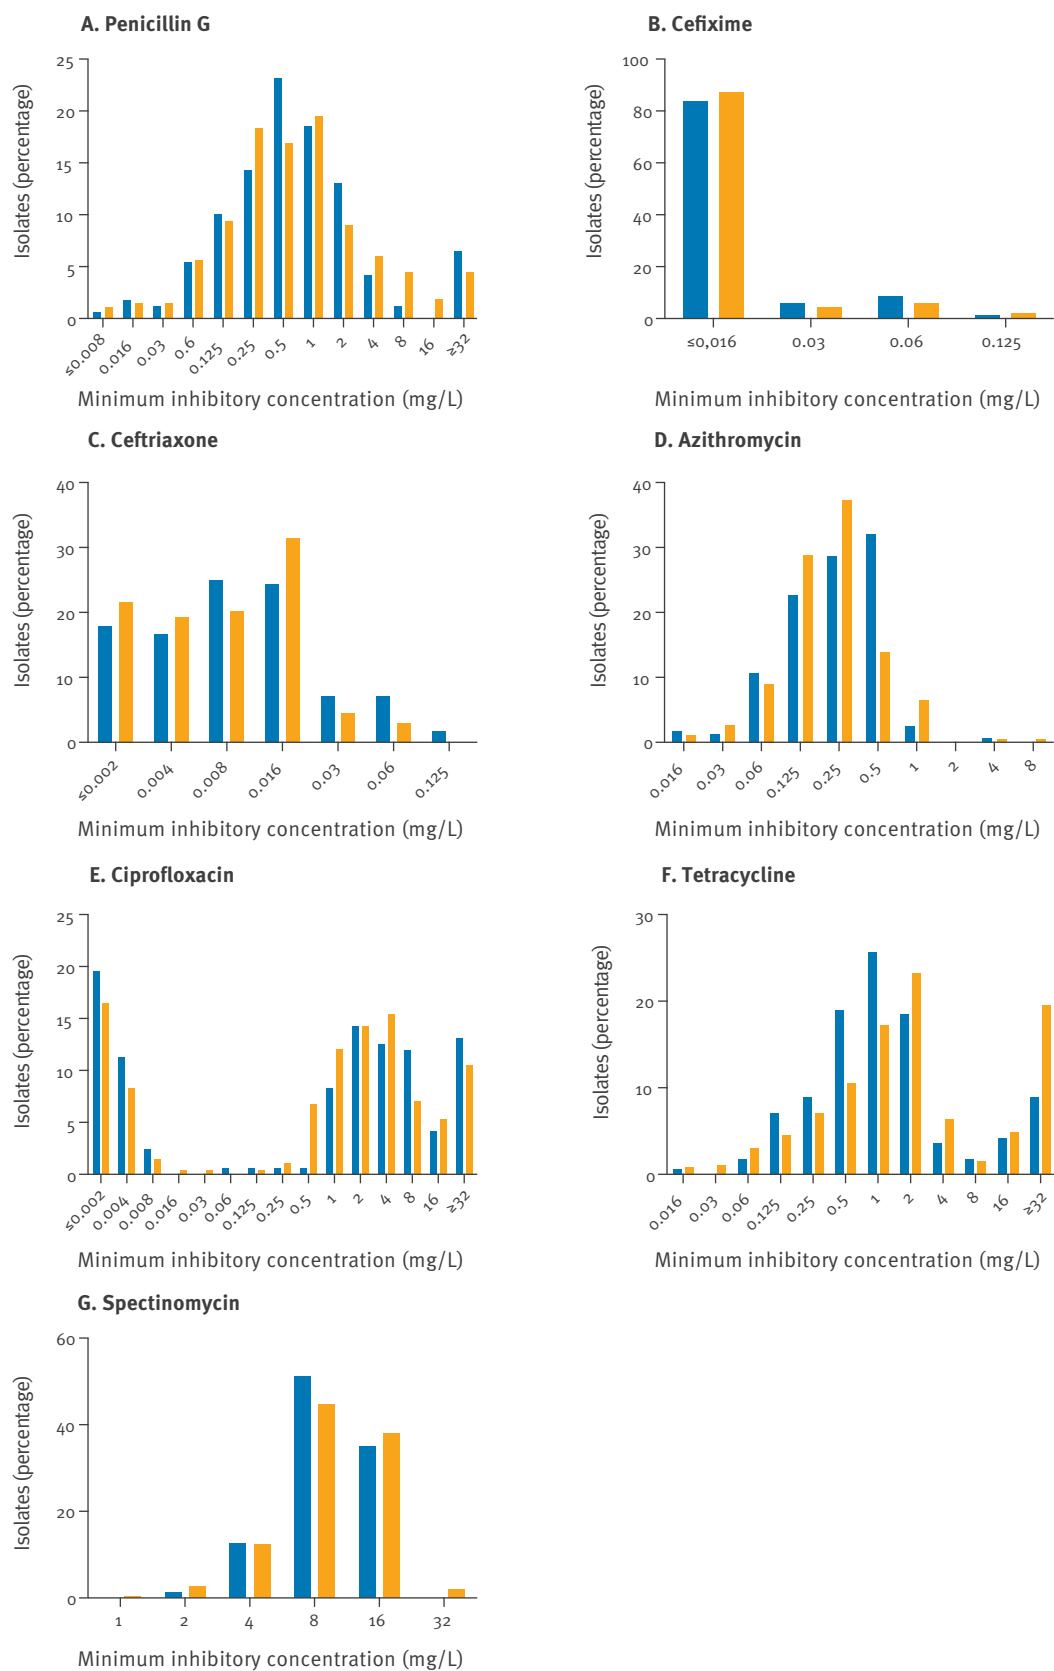 A. Penicillin G
25
20
15
10
5
0
Isolates (percentage)
≤0.008 0.016 0.03 0.6 0.125 0.25 0.5 1 2 4 8 16 ≥32
Minimum inhibitory concentration (mg/L)
B. Cefixime
100
80
60
40
20
0
Isolates (percentage)
≤0,016 0.03 0.06 0.125
Minimum inhibitory concentration (mg/L)
C. Ceftriaxone
40
30
20
10
0
Isolates (percentage)
≤0.002 0.004 0.008 0.016 0.03 0.06 0.125
Minimum inhibitory concentration (mg/L)
D. Azithromycin
40
30
20
10
0
Isolates (percentage)
0.016 0.03 0.06 0.125 0.25 0.5 1 2 4 8
Minimum inhibitory concentration (mg/L)
E. Ciprofloxacin
25
20
15
10
5
0
Isolates (percentage)
≤0.002 0.004 0.008 0.016 0.03 0.06 0.125 0.25 0.5 1 2 4 8 16 ≥32
Minimum inhibitory concentration (mg/L)
F. Tetracycline
30
20
10
0
Isolates (percentage)
0.016 0.03 0.06 0.125 0.25 0.5 1 2 4 8 16 ≥32
Minimum inhibitory concentration (mg/L)
G. Spectinomycin
60
40
20
0
Isolates (percentage)
1 2 4 8 16 32
Minimum inhibitory concentration (mg/L)